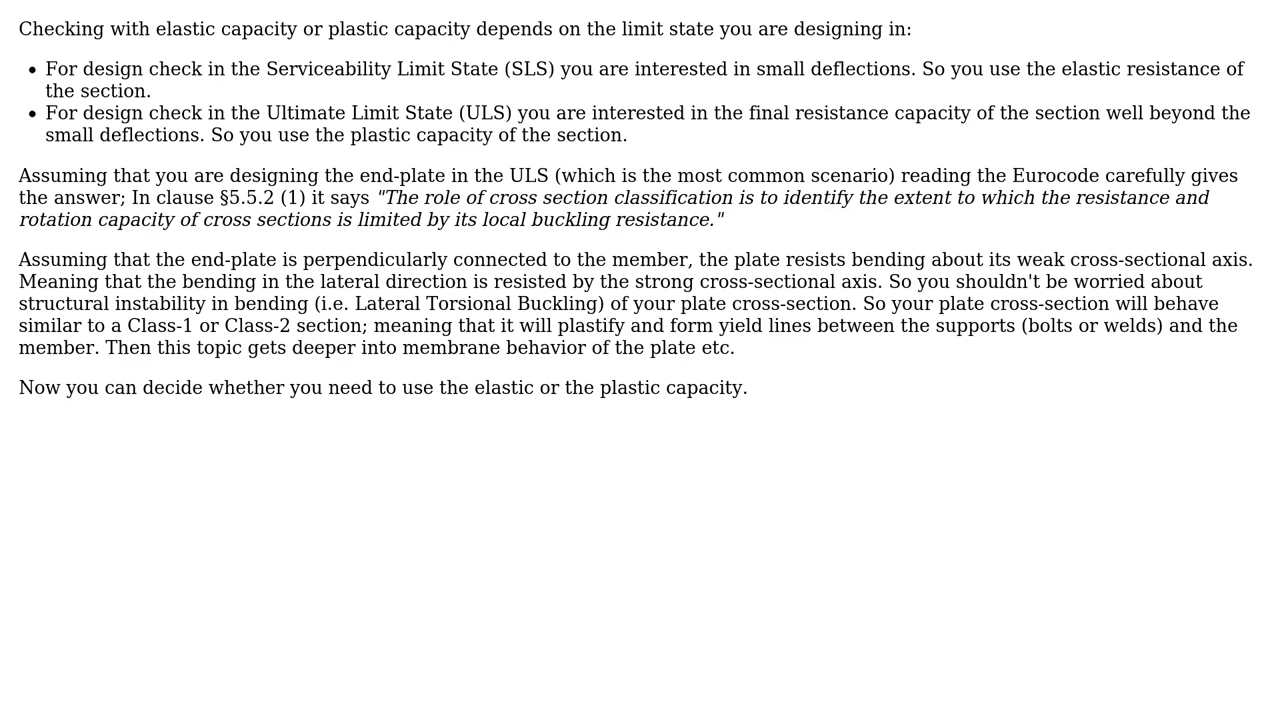 Checking with elastic capacity or plastic capacity depends on the limit state you are designing in:
• For design check in the Serviceability Limit State (SLS) you are interested in small deflections. So you use the elastic resistance of
the section.
• For design check in the Ultimate Limit State (ULS) you are interested in the final resistance capacity of the section well beyond the
small deflections. So you use the plastic capacity of the section.
Assuming that you are designing the end-plate in the ULS (which is the most common scenario) reading the Eurocode carefully gives
the answer; In clause §5.5.2 (1) it says "The role of cross section classification is to identify the extent to which the resistance and
rotation capacity of cross sections is limited by its local buckling resistance."
Assuming that the end-plate is perpendicularly connected to the member, the plate resists bending about its weak cross-sectional axis.
Meaning that the bending in the lateral direction is resisted by the strong cross-sectional axis. So you shouldn't be worried about
structural instability in bending (i.e. Lateral Torsional Buckling) of your plate cross-section. So your plate cross-section will behave
similar to a Class-1 or Class-2 section; meaning that it will plastify and form yield lines between the supports (bolts or welds) and the
member. Then this topic gets deeper into membrane behavior of the plate etc.
Now you can decide whether you need to use the elastic or the plastic capacity.